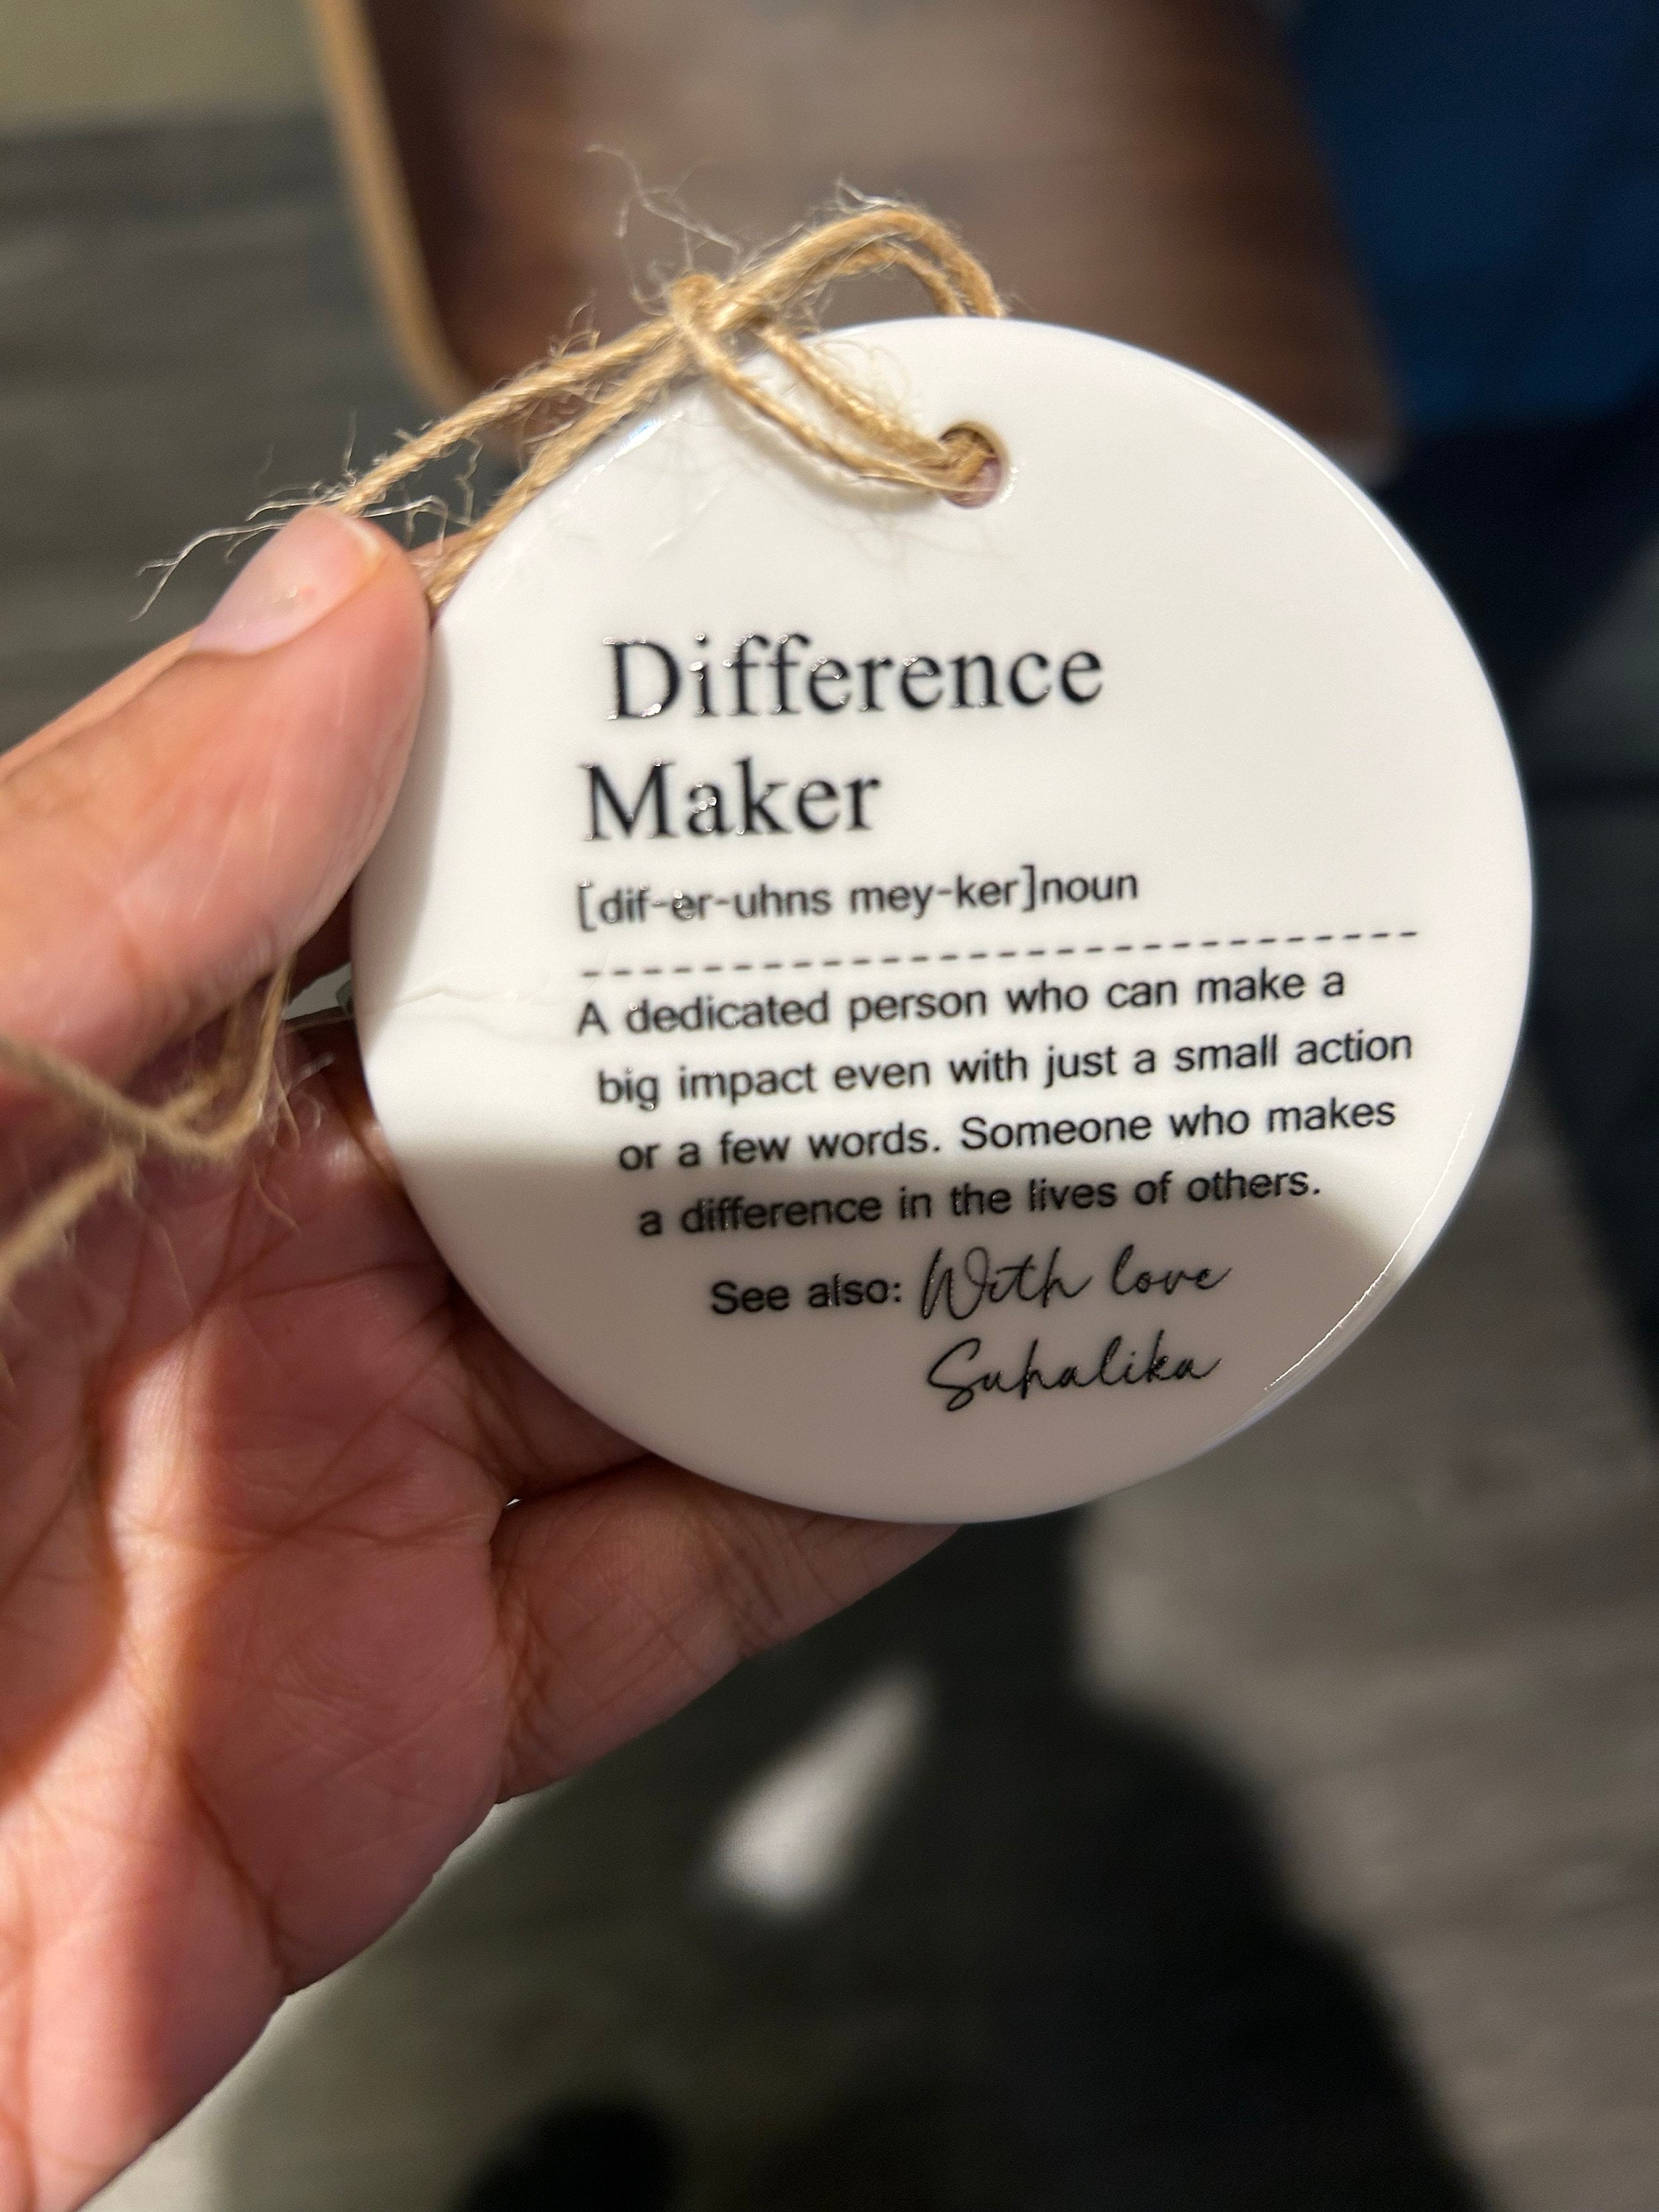 Difference
Maker
[dif-er-uhns mey-ker]noun
A dedicated person who can make a
big impact even with just a small action
or a few words. Someone who makes
a difference in the lives of others.
See also: With love
Suhalika